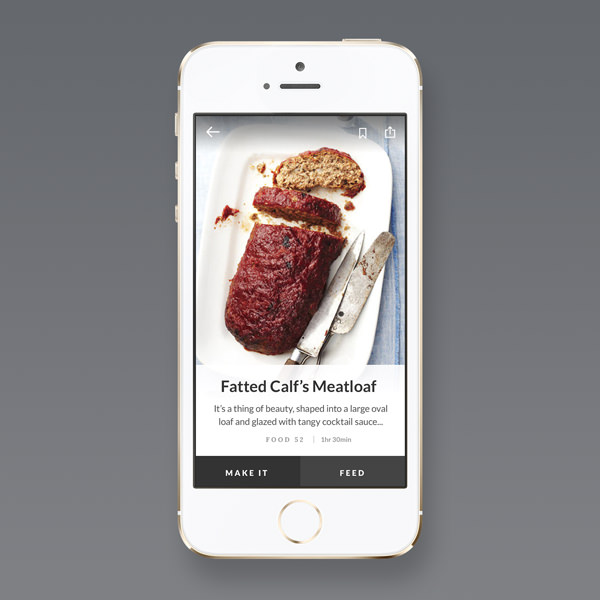 Fatted Calf's Meatloaf
It's a thing of beauty, shaped into a large oval
loaf and glazed with tangy cocktail sauce...
FOOD 52 | 1hr 30min
MAKE IT FEED